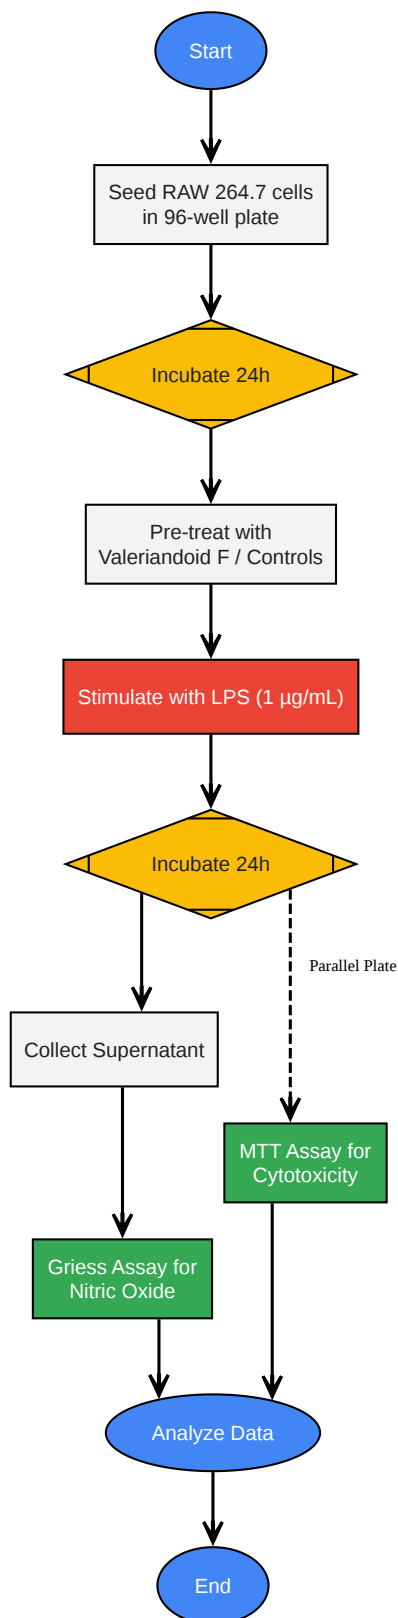 Start
Seed RAW 264.7 cells
in 96-well plate
Incubate 24h
Pre-treat with
Valeriandoid F / Controls
Stimulate with LPS (1 µg/mL)
Incubate 24h
Parallel Plate
Collect Supernatant
MTT Assay for
Cytotoxicity
Griess Assay for
Nitric Oxide
Analyze Data
End